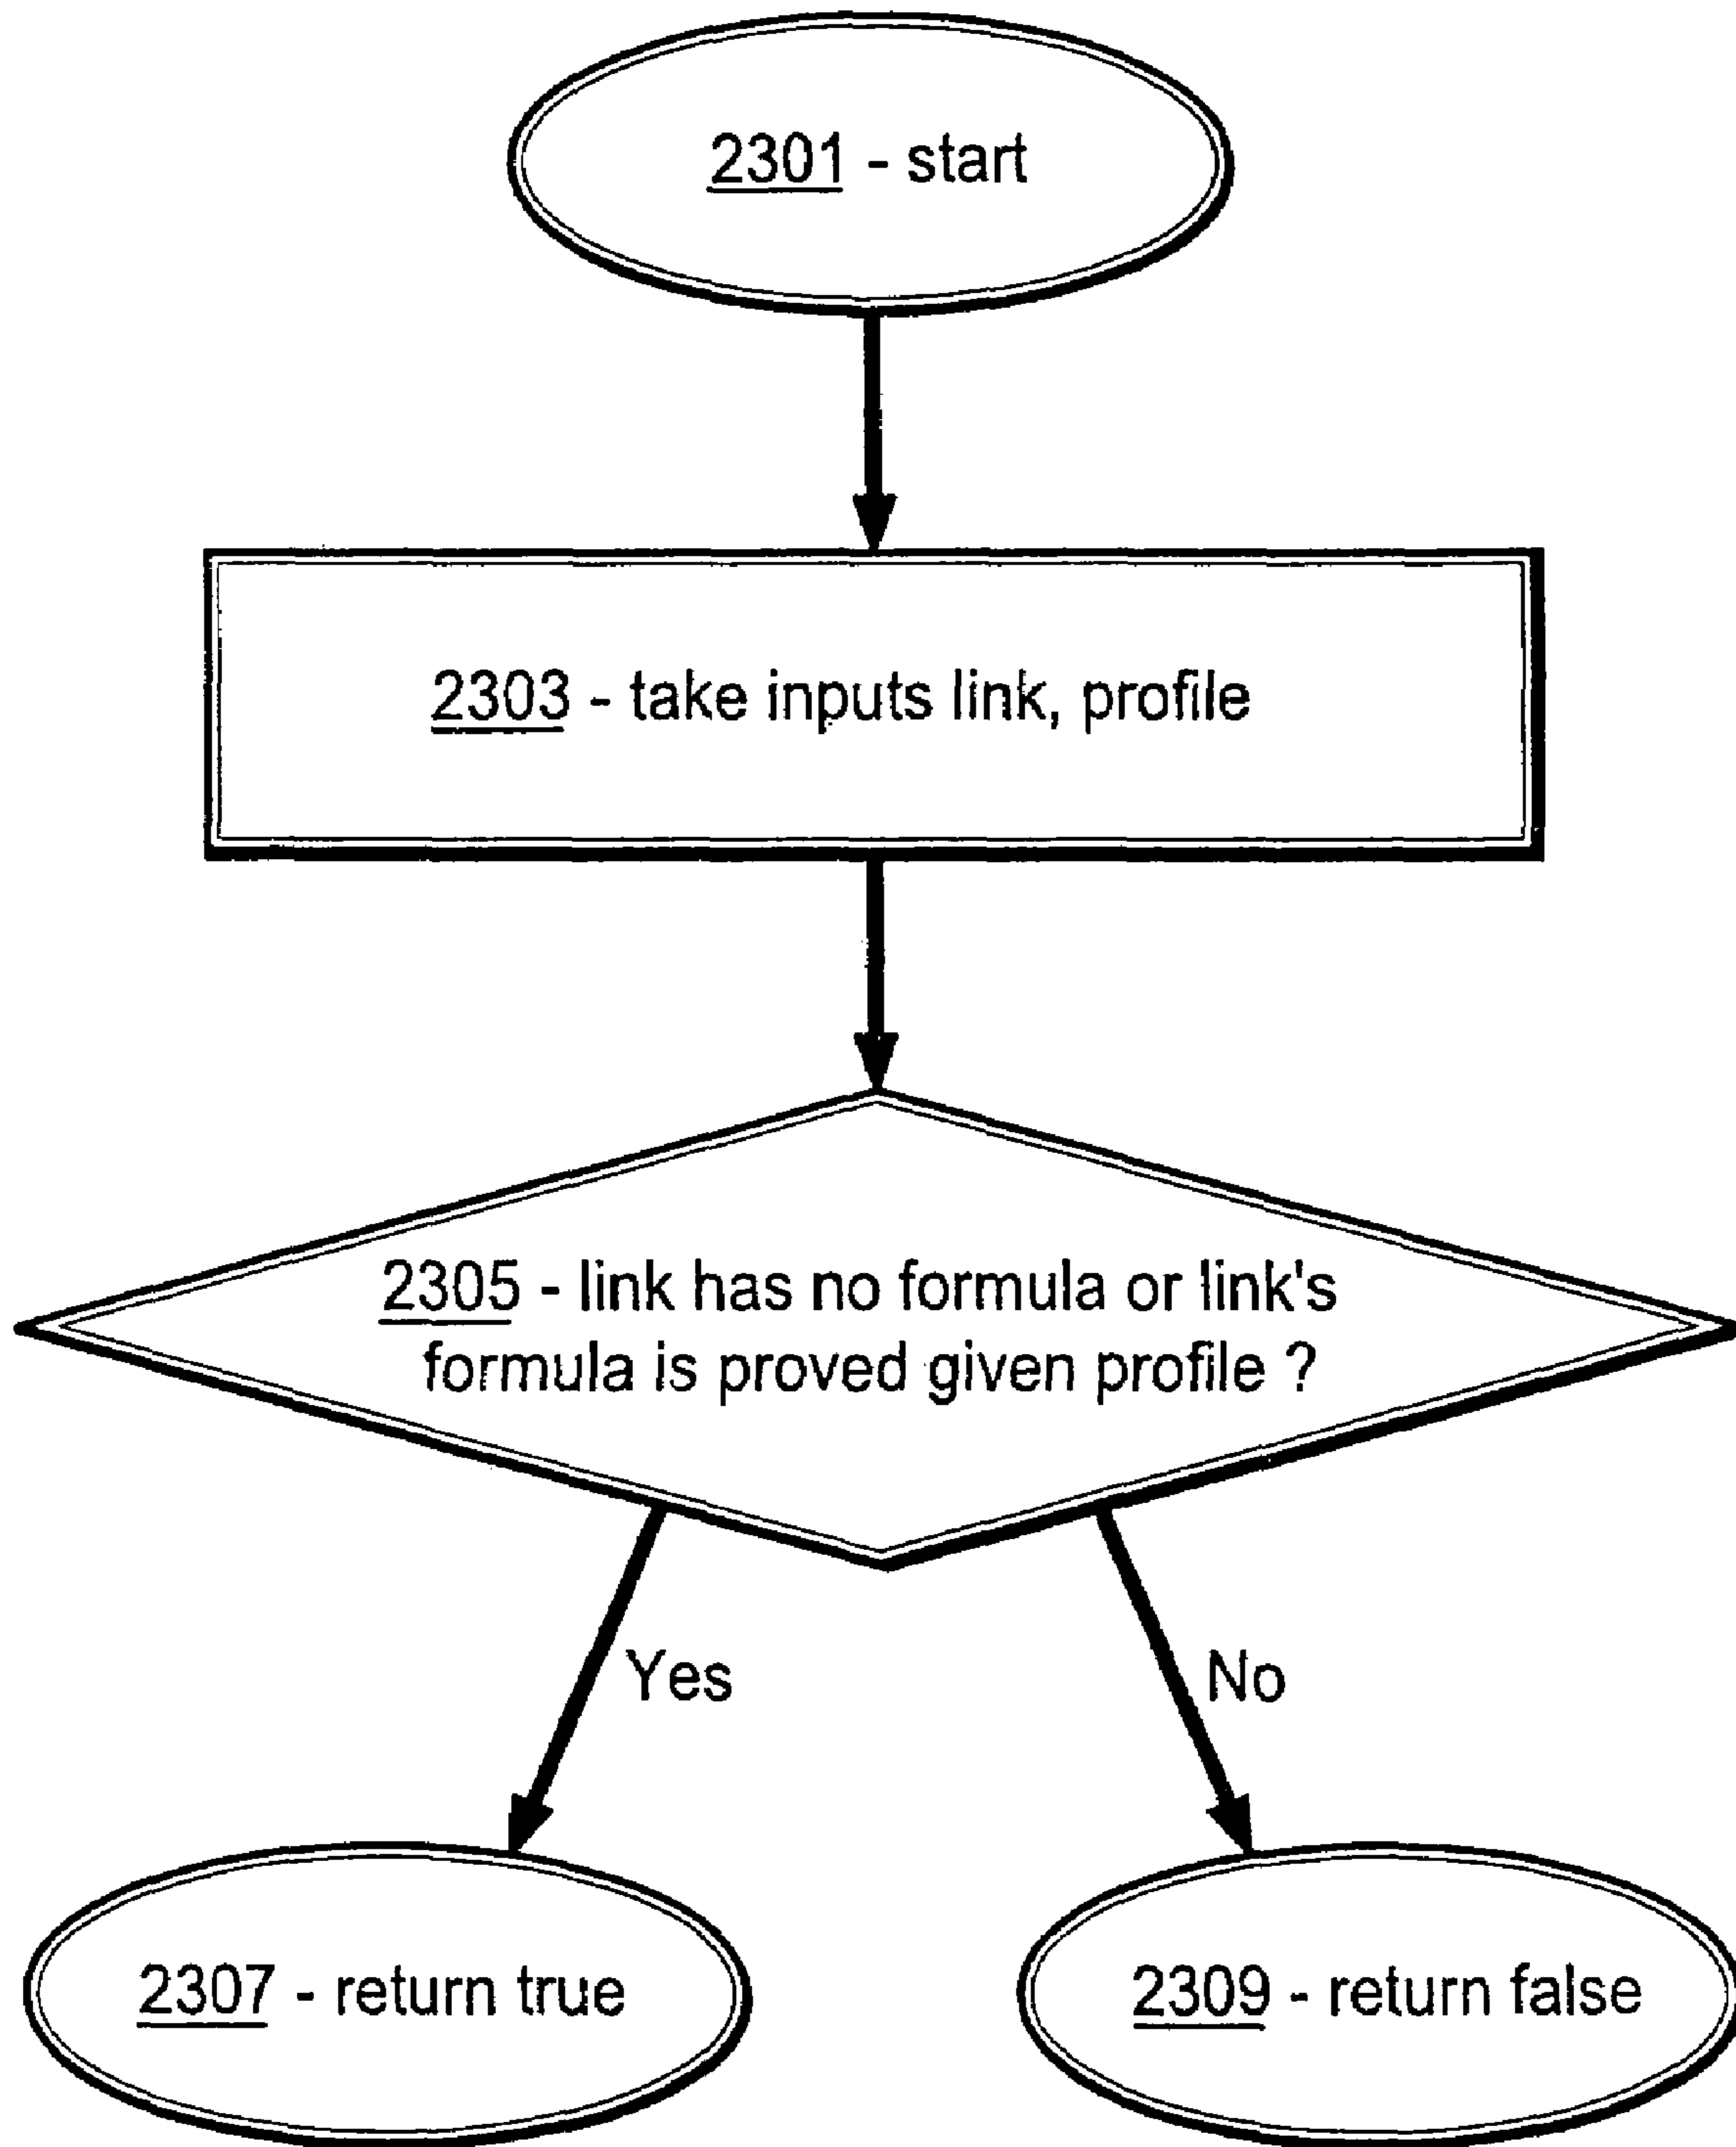 2301 - start
2303 - take inputs link, profile
2305 - link has no formula or link's
formula is proved given profile ?
Yes
No
2307 - return true
2309 - return false